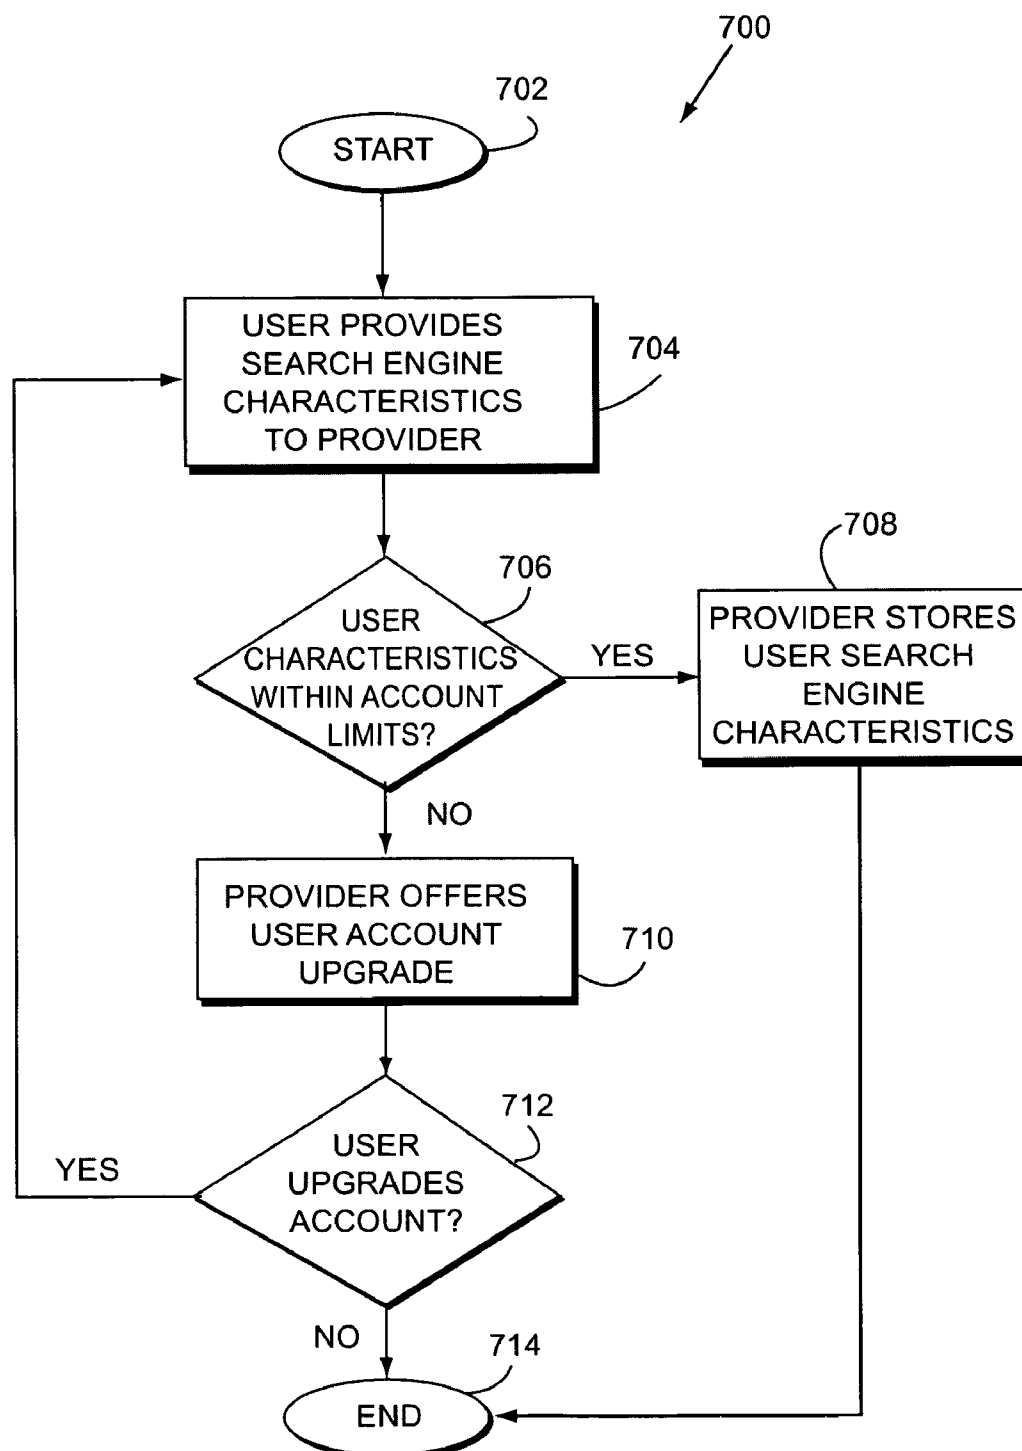 700
702
START
USER PROVIDES
SEARCH ENGINE
CHARACTERISTICS
TO PROVIDER
704
706
USER
CHARACTERISTICS
WITHIN ACCOUNT
LIMITS?
YES
708
PROVIDER STORES
USER SEARCH
ENGINE
CHARACTERISTICS
NO
PROVIDER OFFERS
USER ACCOUNT
UPGRADE
710
712
USER
UPGRADES
ACCOUNT?
YES
NO
714
END